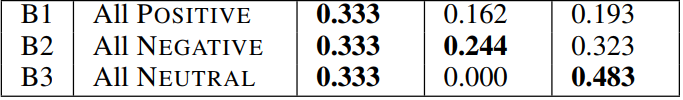 B1 All POSITIVE 0.333 0.162 0.193
B2 All NEGATIVE 0.333 0.244 0.323
B3 All NEUTRAL 0.333 0.000 0.483